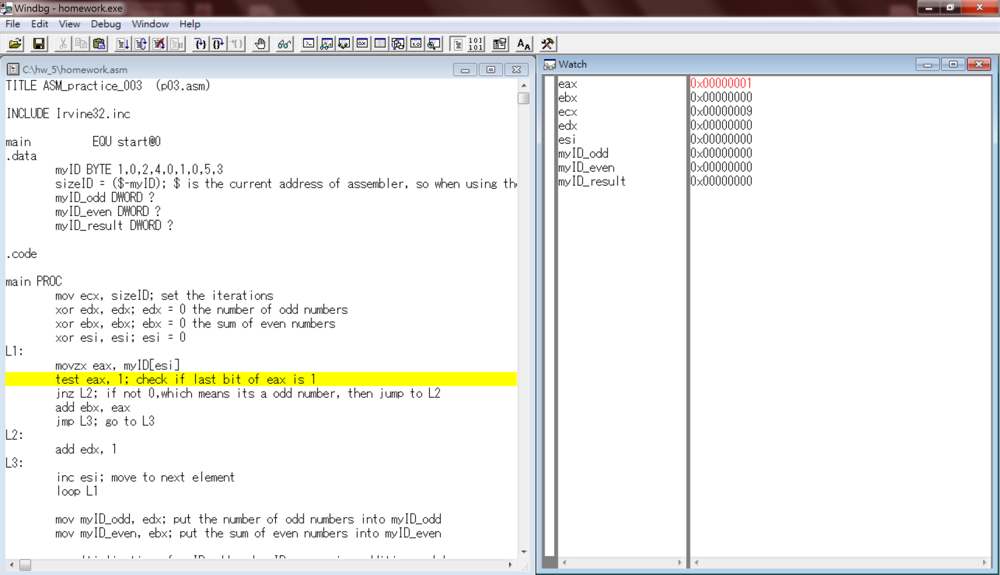 Windbg - homework.exe
File Edit View Debug Window Help
C:\hw_5\homework.asm
TITLE ASM_practice_003 (p03.asm)
INCLUDE Irvine32.inc
main EQU start@0
.data
myID BYTE 1,0,2,4,0,1,0,5,3
sizeID = ($-myID); $ is the current address of assembler, so when using
myID_odd DWORD ?
myID_even DWORD ?
myID_result DWORD ?
.code
main PROC
mov ecx, sizeID; set the iterations
xor edx, edx; edx = 0 the number of odd numbers
xor ebx, ebx; ebx = 0 the sum of even numbers
xor esi, esi; esi = 0
L1:
movzx eax, myID[esi]
test eax, 1; check if last bit of eax is 1
jnz L2; if not 0,which means its a odd number, then jump to L2
add ebx, eax
jmp L3; go to L3
L2:
add edx, 1
L3:
inc esi; move to next element
loop L1
mov myID_odd, edx; put the number of odd numbers into myID_odd
mov myID_even, ebx; put the sum of even numbers into myID_even
Watch
eax 0x00000001
ebx 0x00000000
ecx 0x00000009
edx 0x00000000
esi 0x00000000
myID_odd 0x00000000
myID_even 0x00000000
myID_result 0x00000000